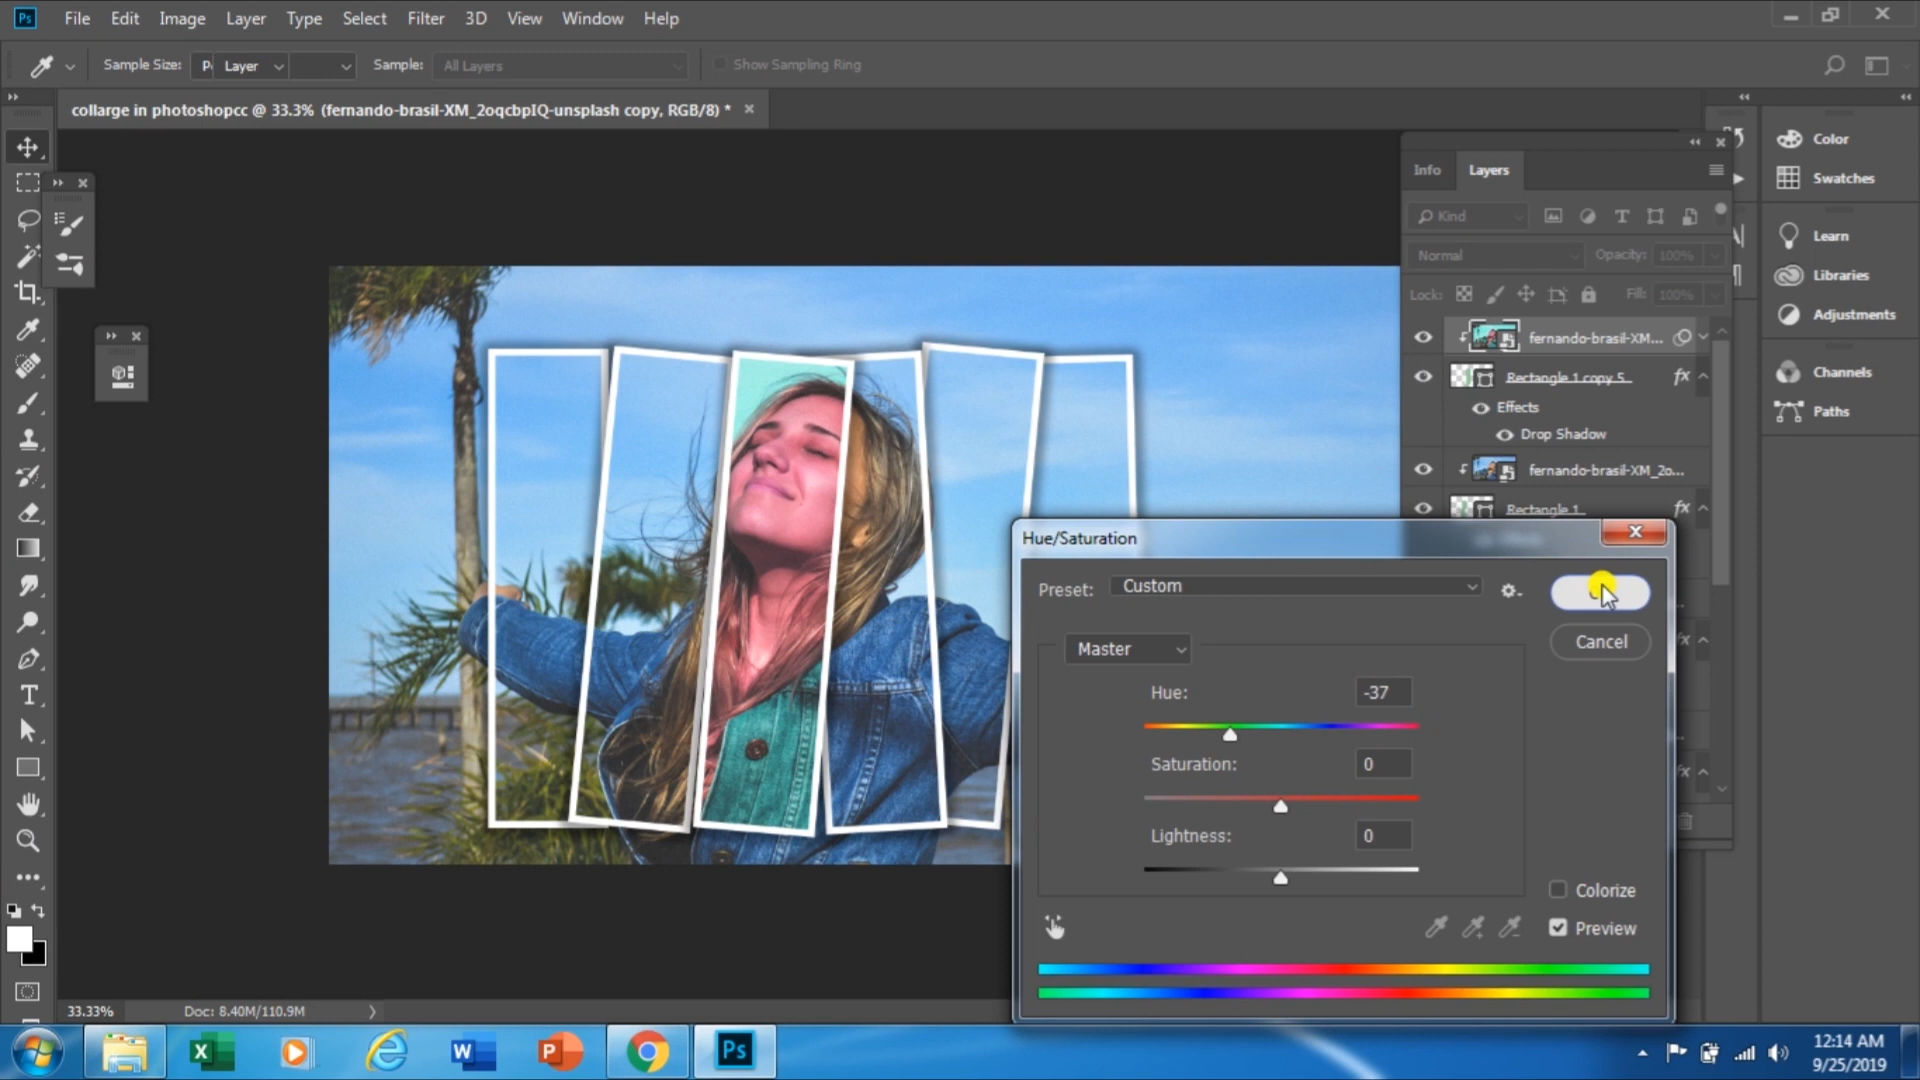 Ps File Edit Image Layer Type Select Filter 3D View Window Help
Sample Size: Layer Sample: All Layers Show Sampling Ring
collarge in photoshopcc @ 33.3% (fernando-brasil-XM_2oqcbpIQ-unsplash copy, RGB/8) *
Color
Swatches
Learn
Libraries
Adjustments
Channels
Paths
Info Layers
Kind
Normal Opacity: 100%
Lock: Fill: 100%
fernando-brasil-XM...
Rectangle 1 copy 5
fx
Effects
Drop Shadow
fernando-brasil-XM_2o...
Rectangle 1
fx
Hue/Saturation
Preset: Custom
Cancel
Master
Hue: -37
Saturation: 0
Lightness: 0
Colorize
Preview
33.33% Doc: 8.40M/110.9M
Ps
12:14 AM
9/25/2019